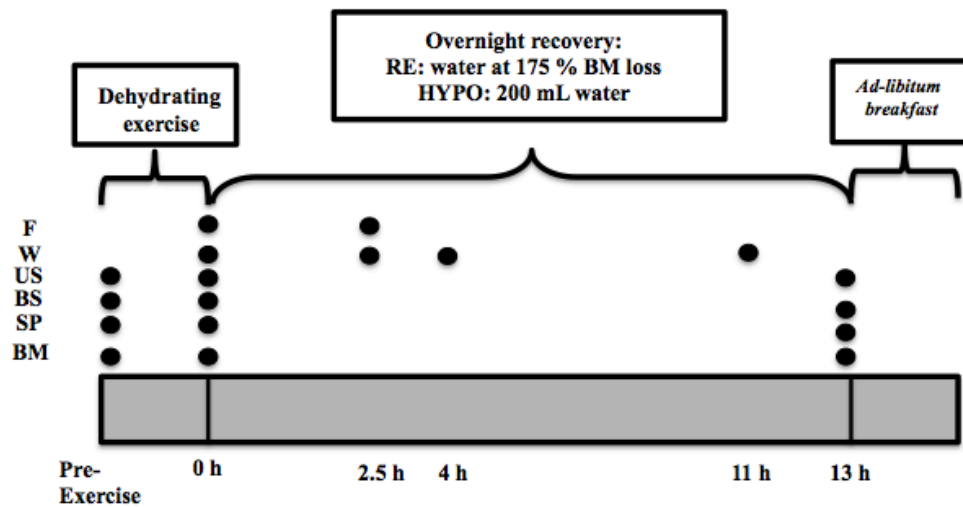 Overnight recovery:
RE: water at 175 % BM loss
HYPO: 200 mL water
Dehydrating
exercise
Ad-libitum
breakfast
F
W
US
BS
SP
BM
Pre-
Exercise
0 h
2.5 h
4 h
11 h
13 h